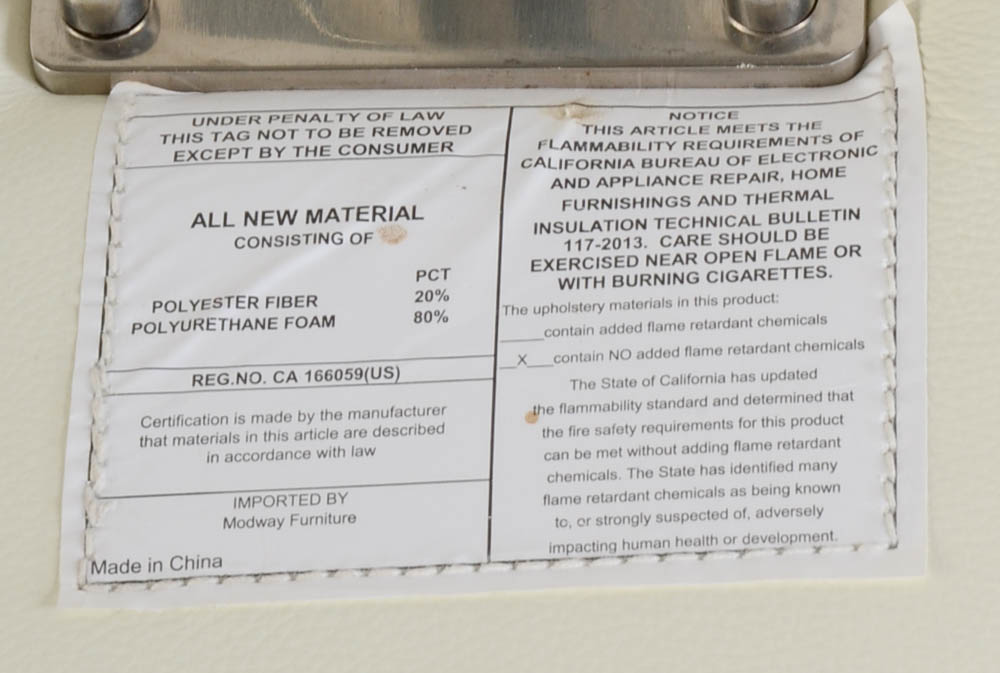 UNDER PENALTY OF LAW
THIS TAG NOT TO BE REMOVED
EXCEPT BY THE CONSUMER
ALL NEW MATERIAL
CONSISTING OF
PCT
POLYESTER FIBER 20%
POLYURETHANE FOAM 80%
REG.NO. CA 166059(US)
Certification is made by the manufacturer
that materials in this article are described
in accordance with law
IMPORTED BY
Modway Furniture
Made in China
NOTICE
THIS ARTICLE MEETS THE
FLAMMABILITY REQUIREMENTS OF
CALIFORNIA BUREAU OF ELECTRONIC
AND APPLIANCE REPAIR, HOME
FURNISHINGS AND THERMAL
INSULATION TECHNICAL BULLETIN
117-2013. CARE SHOULD BE
EXERCISED NEAR OPEN FLAME OR
WITH BURNING CIGARETTES.
The upholstery materials in this product:
_____contain added flame retardant chemicals
__X___contain NO added flame retardant chemicals
The State of California has updated
the flammability standard and determined that
the fire safety requirements for this product
can be met without adding flame retardant
chemicals. The State has identified many
flame retardant chemicals as being known
to, or strongly suspected of, adversely
impacting human health or development.